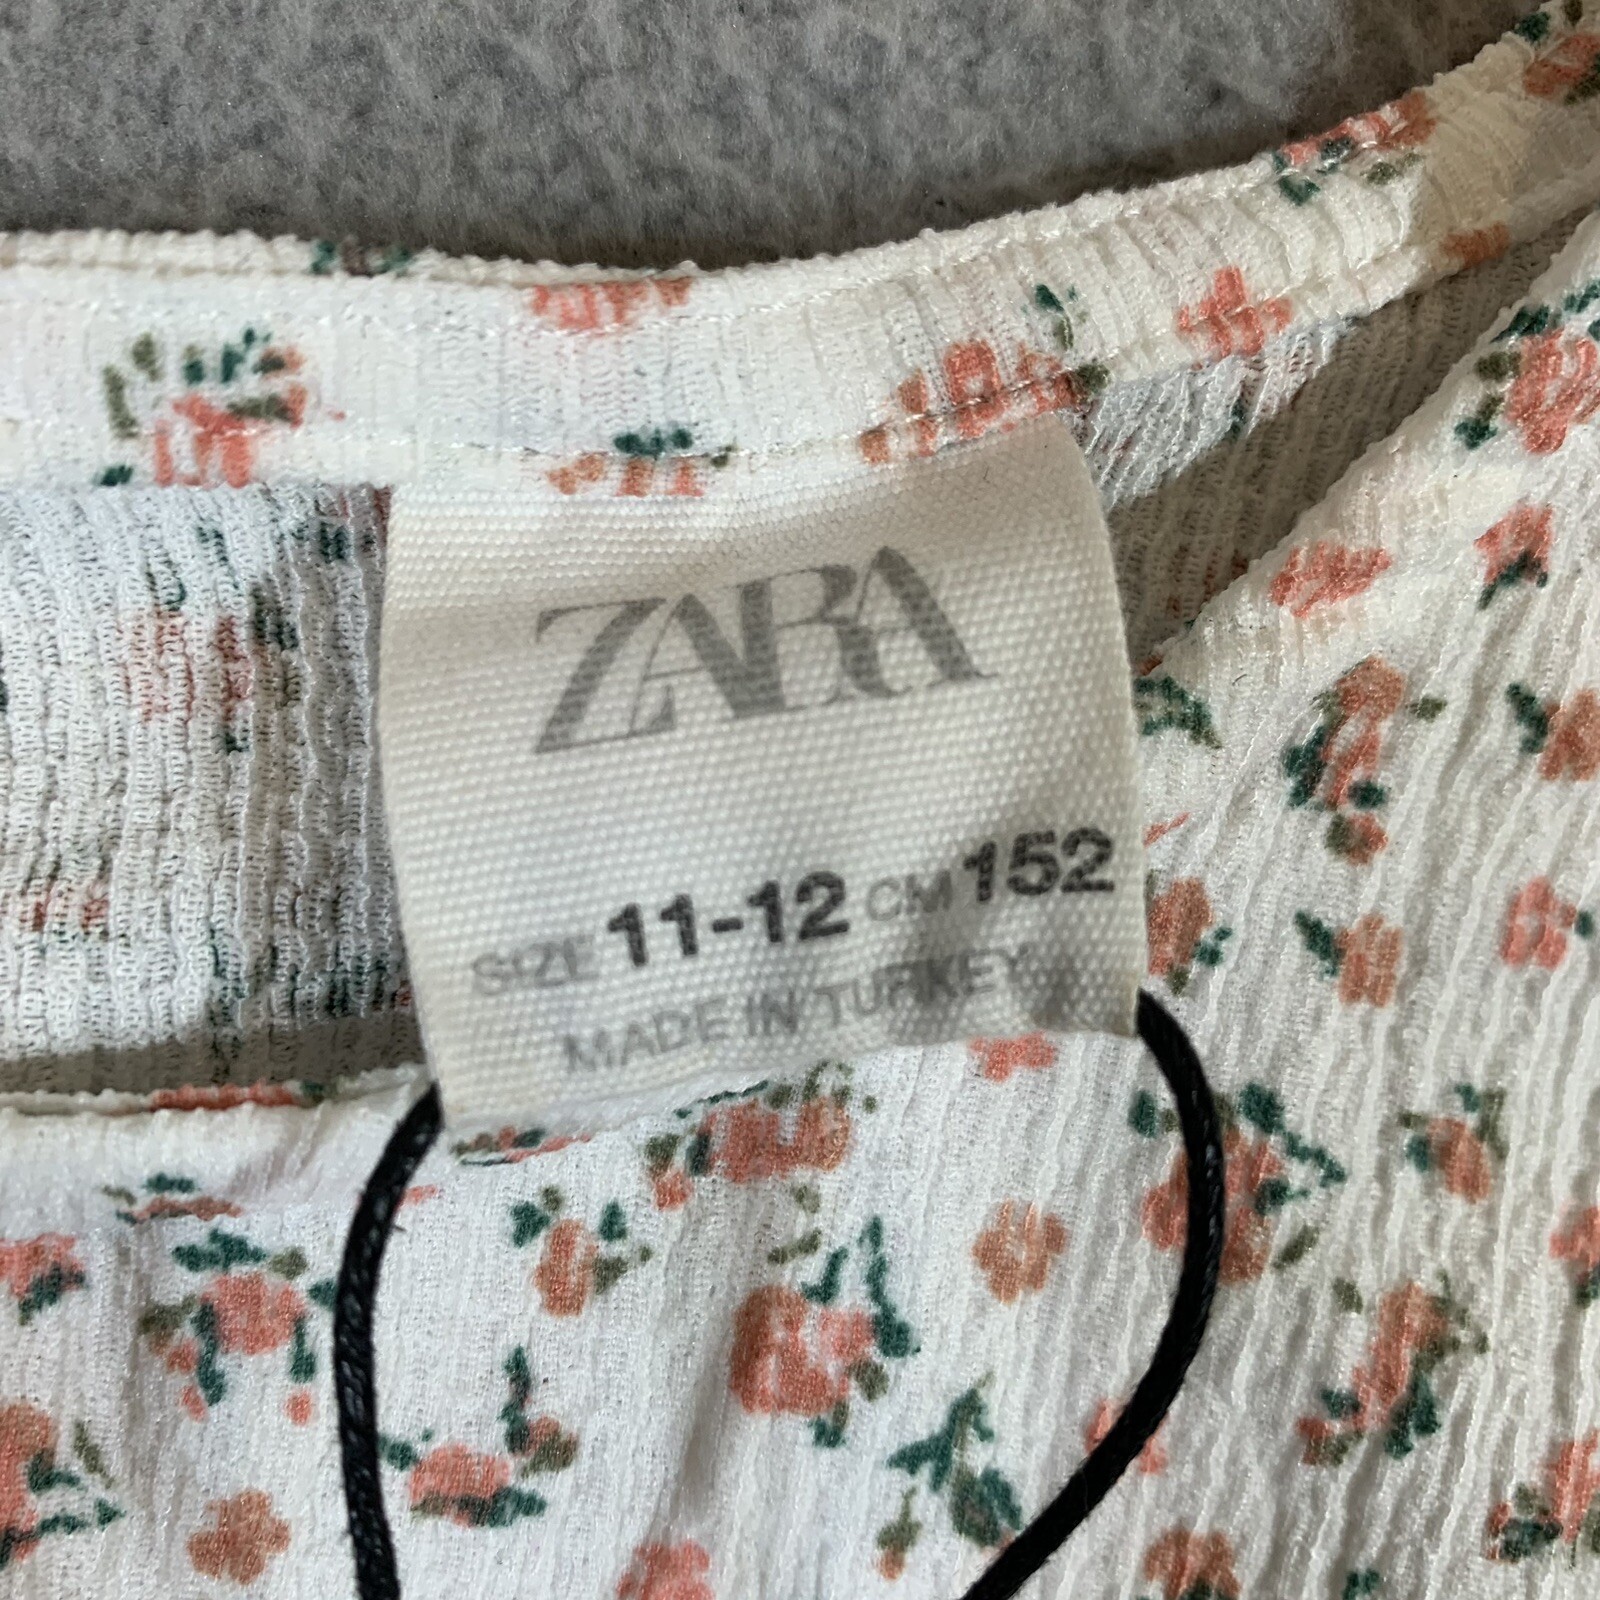 ZARA
SIZE 11-12 CM 152
MADE IN TURKEY